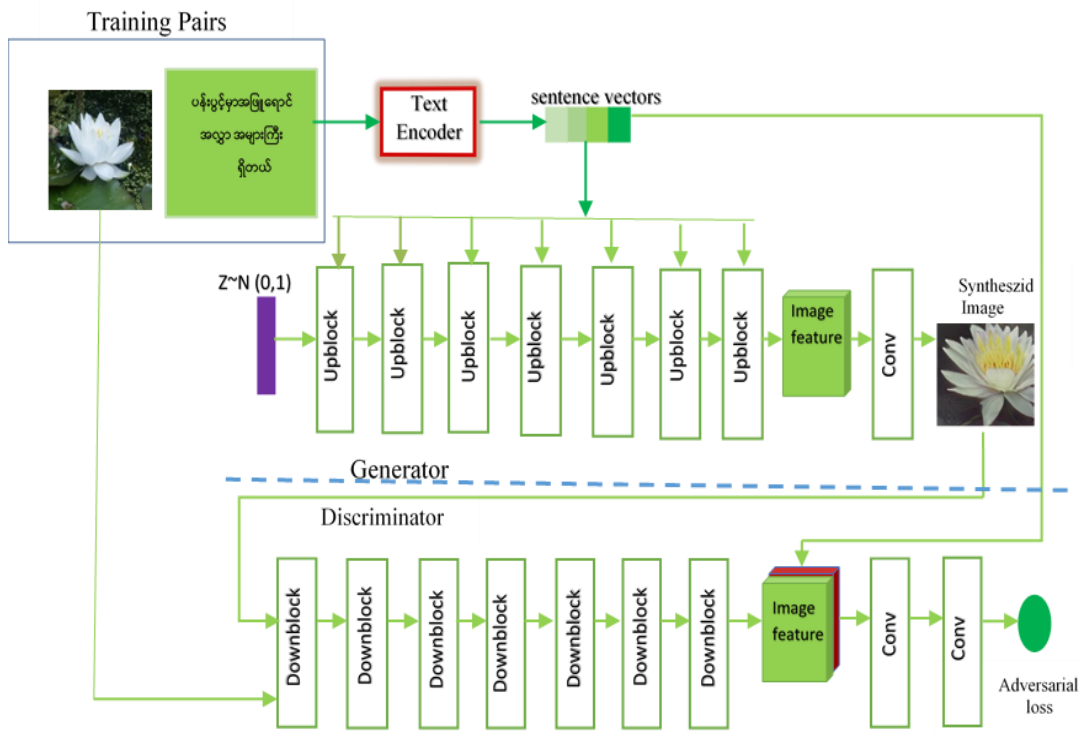 Training Pairs
ပန်းပွင့်မှာအဖြူရောင်
အလွှာ အများကြီး
ရှိတယ်
Text
Encoder
sentence vectors
Z~N (0,1)
Upblock
Upblock
Upblock
Upblock
Upblock
Upblock
Upblock
Image
feature
Conv
Syntheszid
Image
Generator
Discriminator
Downblock
Downblock
Downblock
Downblock
Downblock
Downblock
Downblock
Image
feature
Conv
Conv
Adversarial
loss